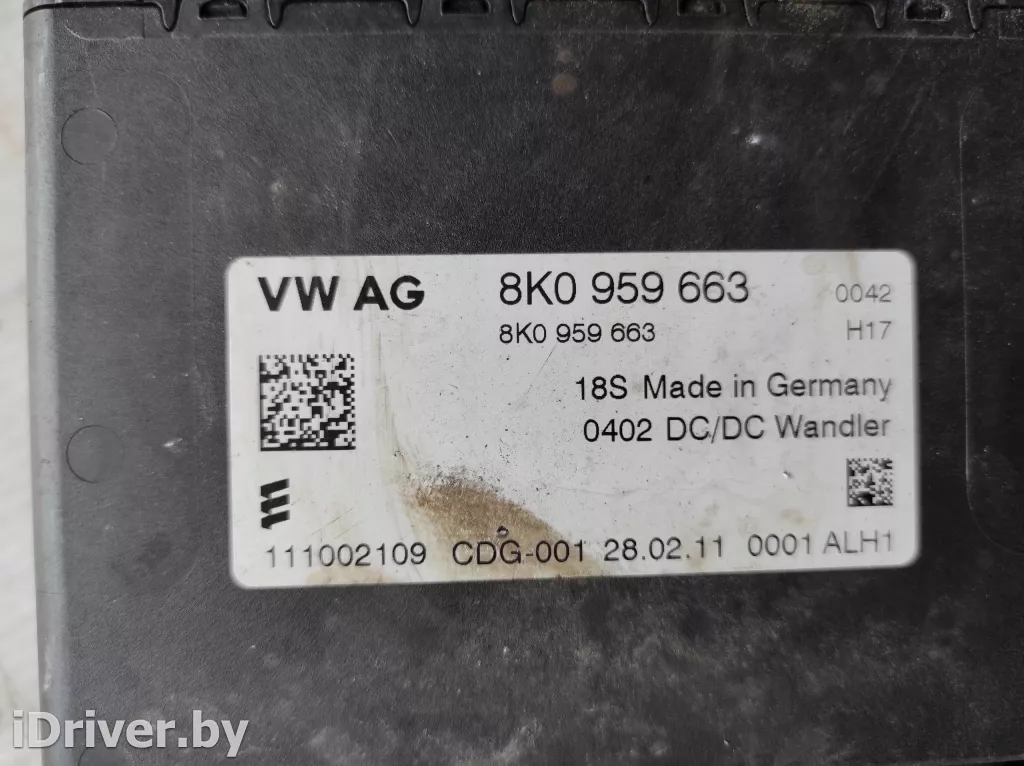 VW AG 8K0 959 663 0042
8K0 959 663 H17
18S Made in Germany
0402 DC/DC Wandler
111002109 CDG-001 28.02.11 0001 ALH1
iDriver.by